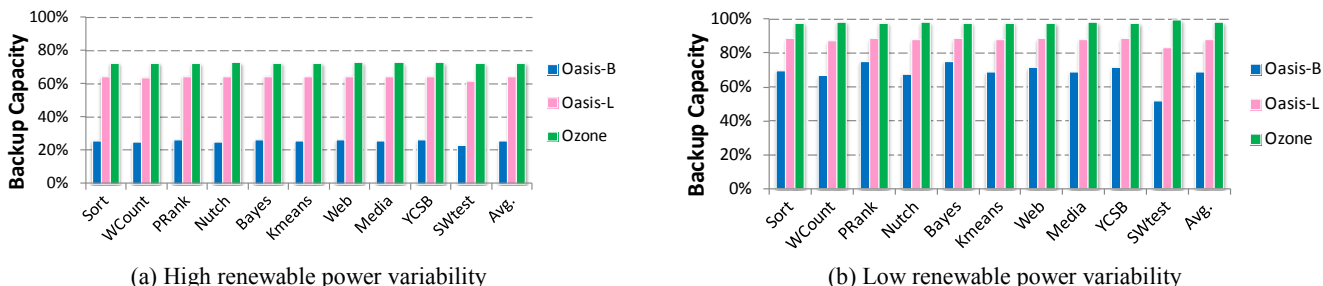 Backup Capacity
100%
80%
60%
40%
20%
0%
Sort
WCount
PRank
Nutch
Bayes
Kmeans
Web
Media
YCSB
SWtest
Avg.
Oasis-B
Oasis-L
Ozone
(a) High renewable power variability
Backup Capacity
100%
80%
60%
40%
20%
0%
Sort
WCount
PRank
Nutch
Bayes
Kmeans
Web
Media
YCSB
SWtest
Avg.
Oasis-B
Oasis-L
Ozone
(b) Low renewable power variability